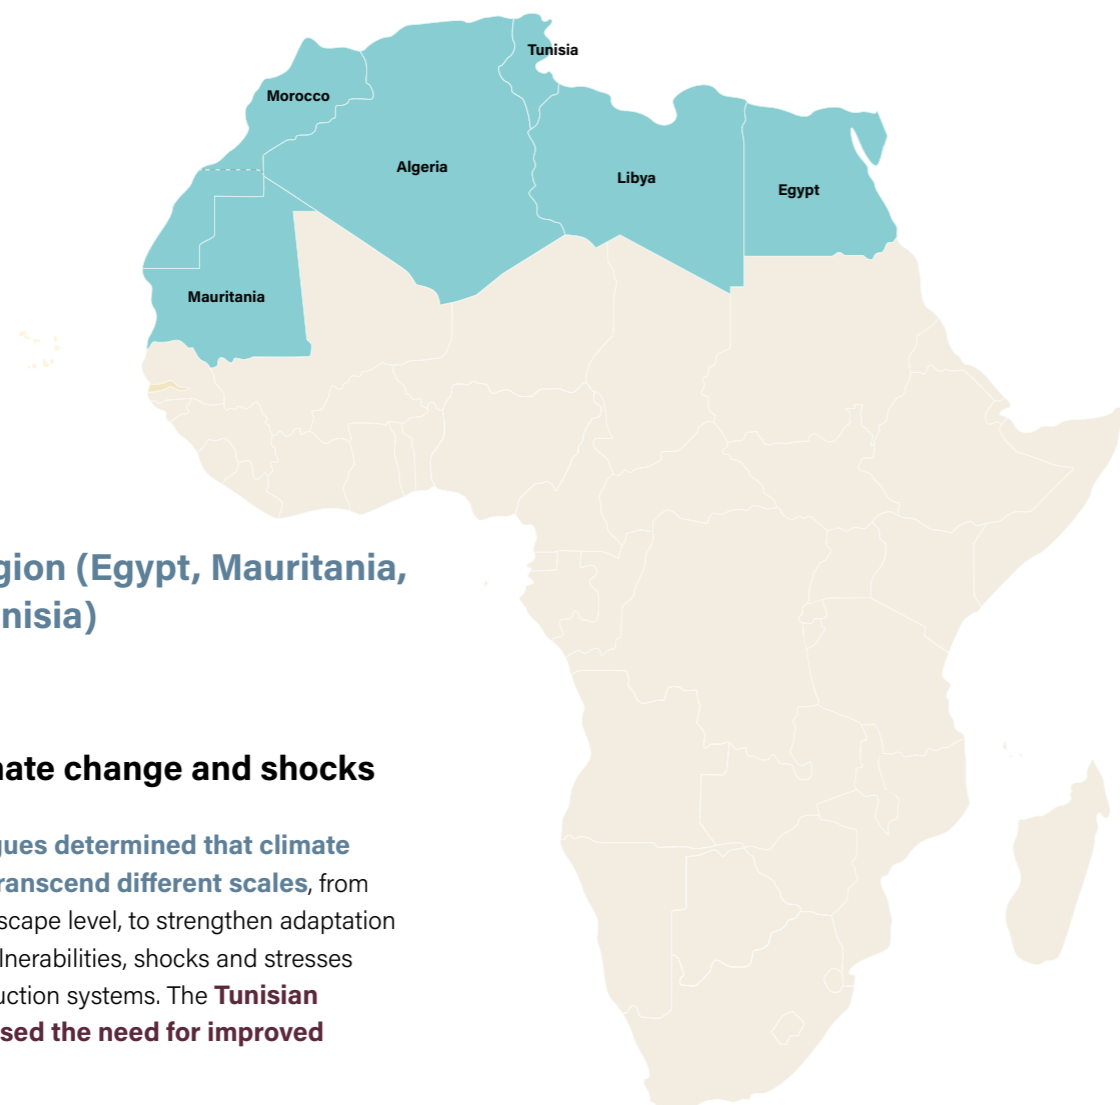 Tunisia
Morocco
Algeria
Libya
Egypt
Mauritania
gion (Egypt, Mauritania,
nisia)
nate change and shocks
gues determined that climate
ranscend different scales, from
scape level, to strengthen adaptation
lnerabilities, shocks and stresses
uction systems. The Tunisian
sed the need for improved